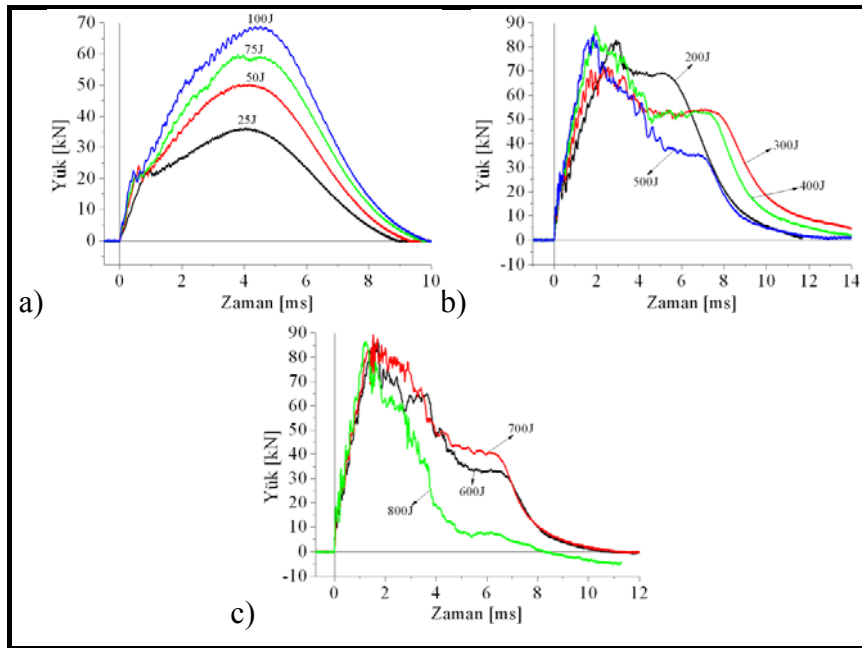 70
60
50
40
30
20
10
0
Yük [kN]
100J
75J
50J
25J
0 2 4 6 8 10
Zaman [ms]
a)
90
80
70
60
50
40
30
20
10
0
-10
Yük [kN]
200J
300J
400J
500J
0 2 4 6 8 10 12 14
Zaman [ms]
b)
90
80
70
60
50
40
30
20
10
0
-10
Yük [kN]
700J
600J
800J
0 2 4 6 8 10 12
Zaman [ms]
c)